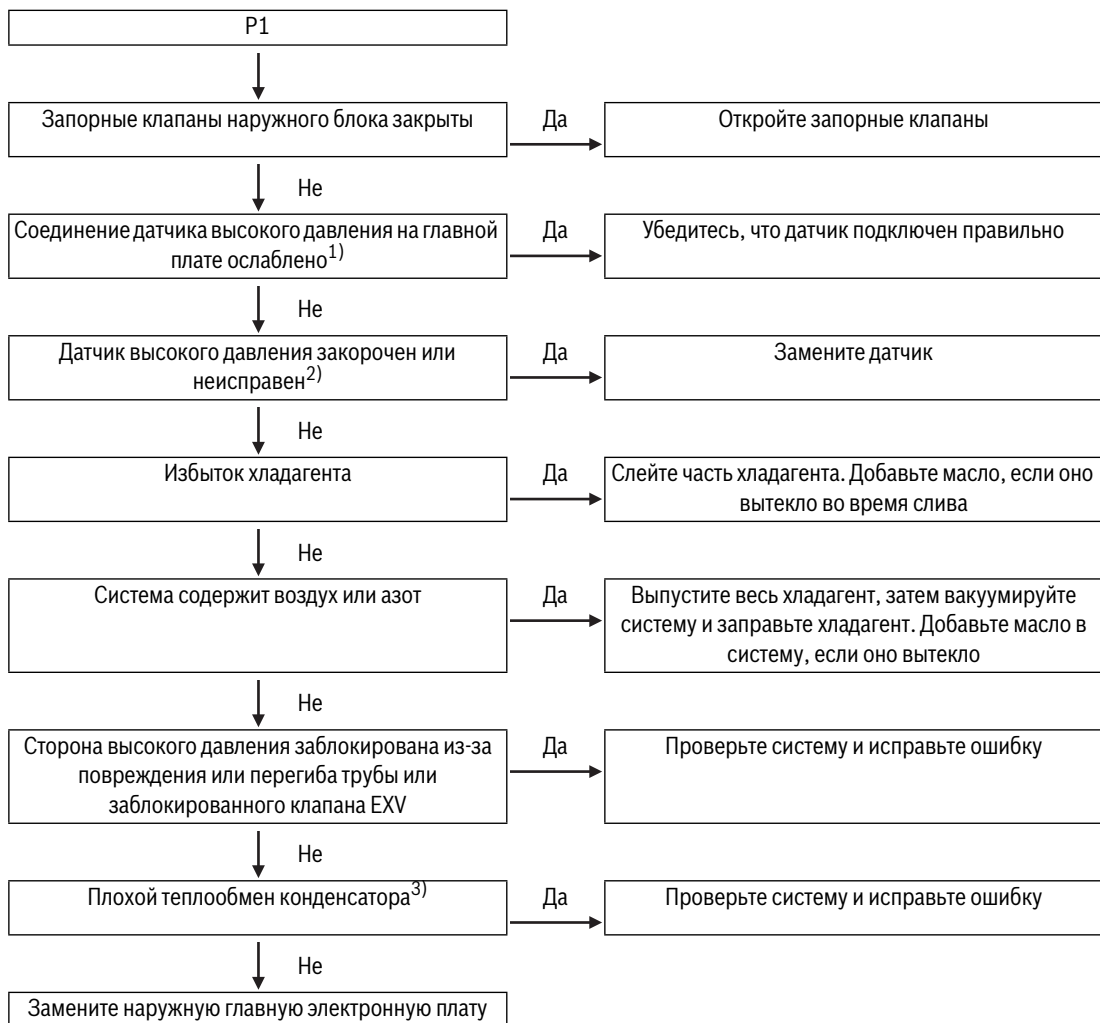 P1
Запорные клапаны наружного блока закрыты
Да
Откройте запорные клапаны
Не
Соединение датчика высокого давления на главной
плате ослаблено1)
Да
Убедитесь, что датчик подключен правильно
Не
Датчик высокого давления закорочен или
неисправен2)
Да
Замените датчик
Не
Избыток хладагента
Да
Слейте часть хладагента. Добавьте масло, если оно
вытекло во время слива
Не
Система содержит воздух или азот
Да
Выпустите весь хладагент, затем вакуумируйте
систему и заправьте хладагент. Добавьте масло в
систему, если оно вытекло
Не
Сторона высокого давления заблокирована из-за
повреждения или перегиба трубы или
заблокированного клапана EXV
Да
Проверьте систему и исправьте ошибку
Не
Плохой теплообмен конденсатора3)
Да
Проверьте систему и исправьте ошибку
Не
Замените наружную главную электронную плату